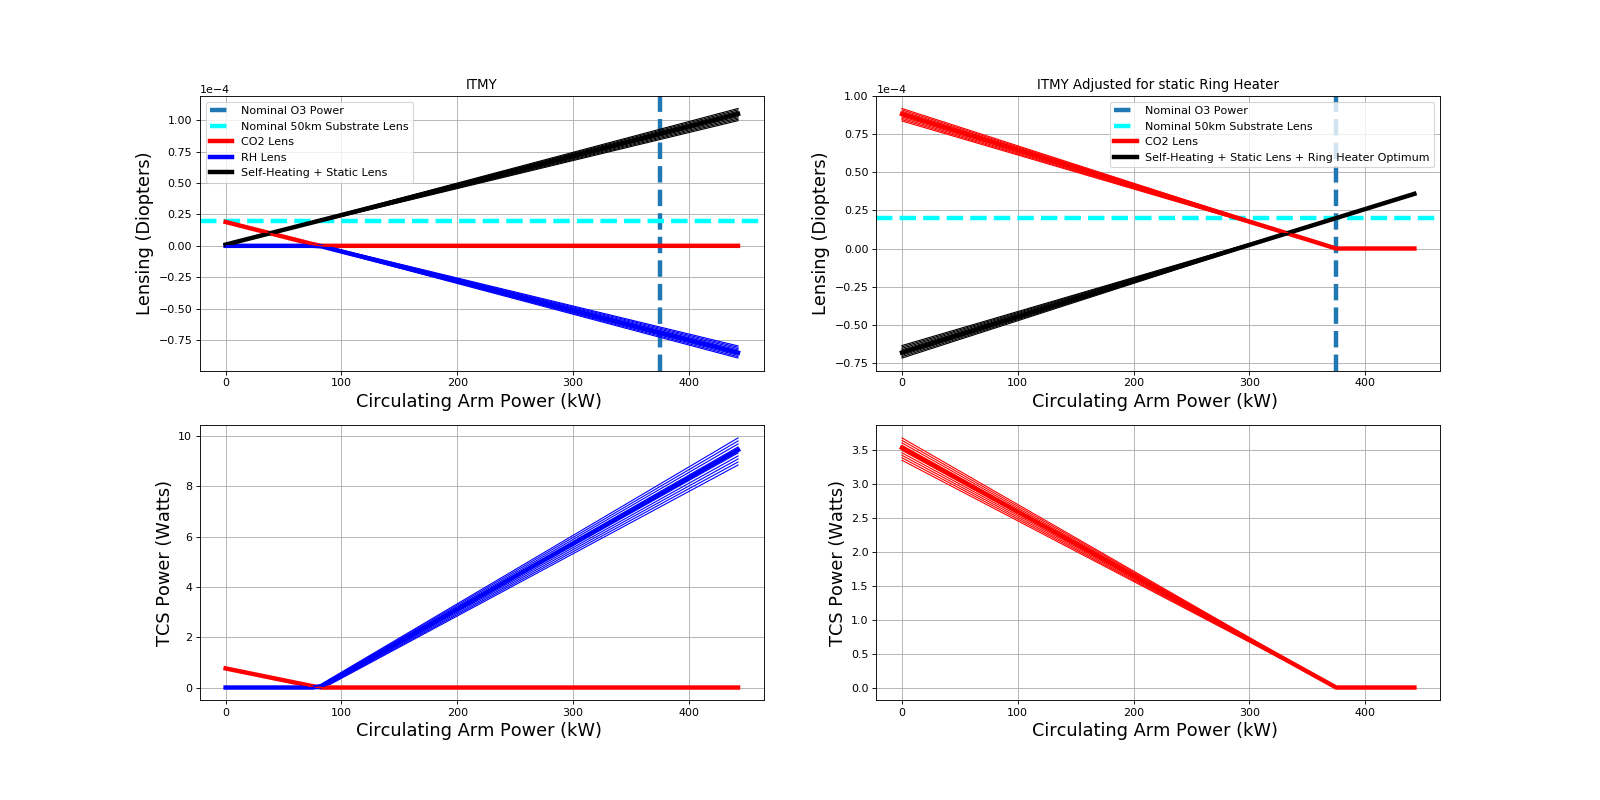 ITMY
1e−4
Nominal O3 Power
Nominal 50km Substrate Lens
CO2 Lens
RH Lens
Self-Heating + Static Lens
Lensing (Diopters)
1.00
0.75
0.50
0.25
0.00
−0.25
−0.50
−0.75
0 100 200 300 400
Circulating Arm Power (kW)
ITMY Adjusted for static Ring Heater
1e−4
Nominal O3 Power
Nominal 50km Substrate Lens
CO2 Lens
Self-Heating + Static Lens + Ring Heater Optimum
Lensing (Diopters)
1.00
0.75
0.50
0.25
0.00
−0.25
−0.50
−0.75
0 100 200 300 400
Circulating Arm Power (kW)
TCS Power (Watts)
10
8
6
4
2
0
0 100 200 300 400
Circulating Arm Power (kW)
TCS Power (Watts)
3.5
3.0
2.5
2.0
1.5
1.0
0.5
0.0
0 100 200 300 400
Circulating Arm Power (kW)